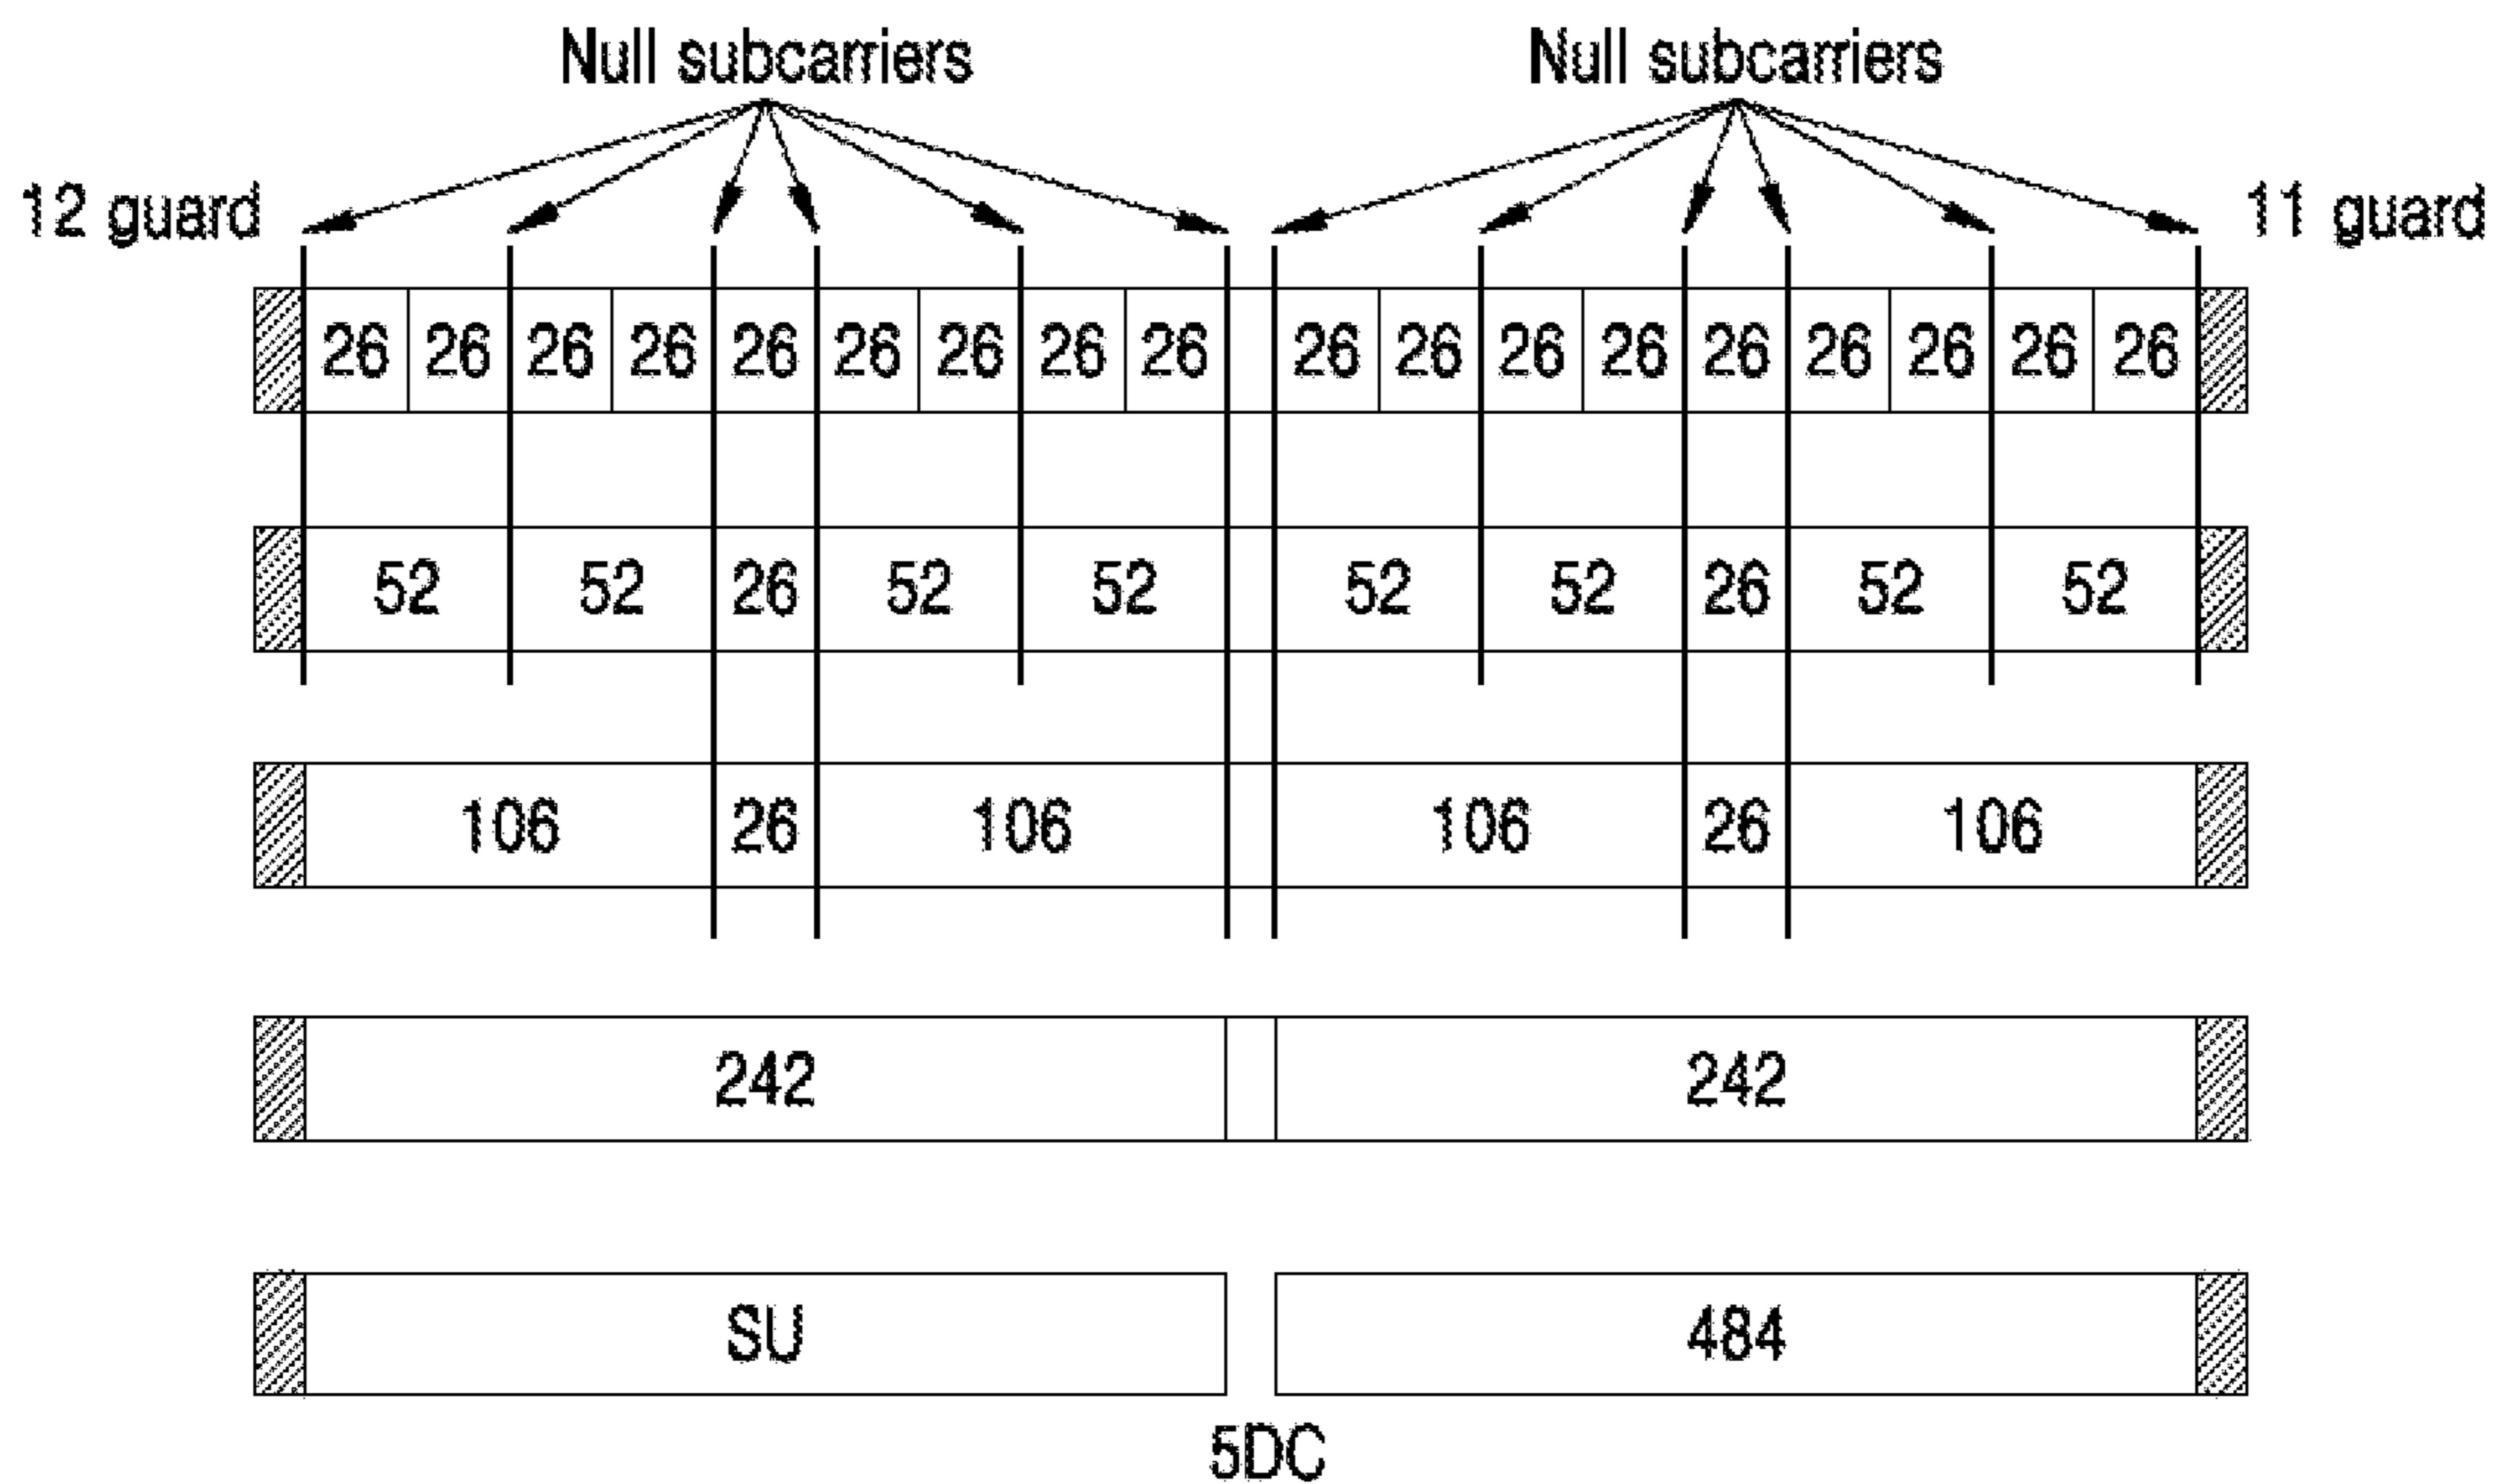 Null subcarriers Null subcarriers
12 guard 11 guard
26 26 26 26 26 26 26 26 26 26 26 26 26 26 26 26 26 26
52 52 26 52 52 52 52 26 52 52
106 26 106 106 26 106
242 242
SU 484
5DC